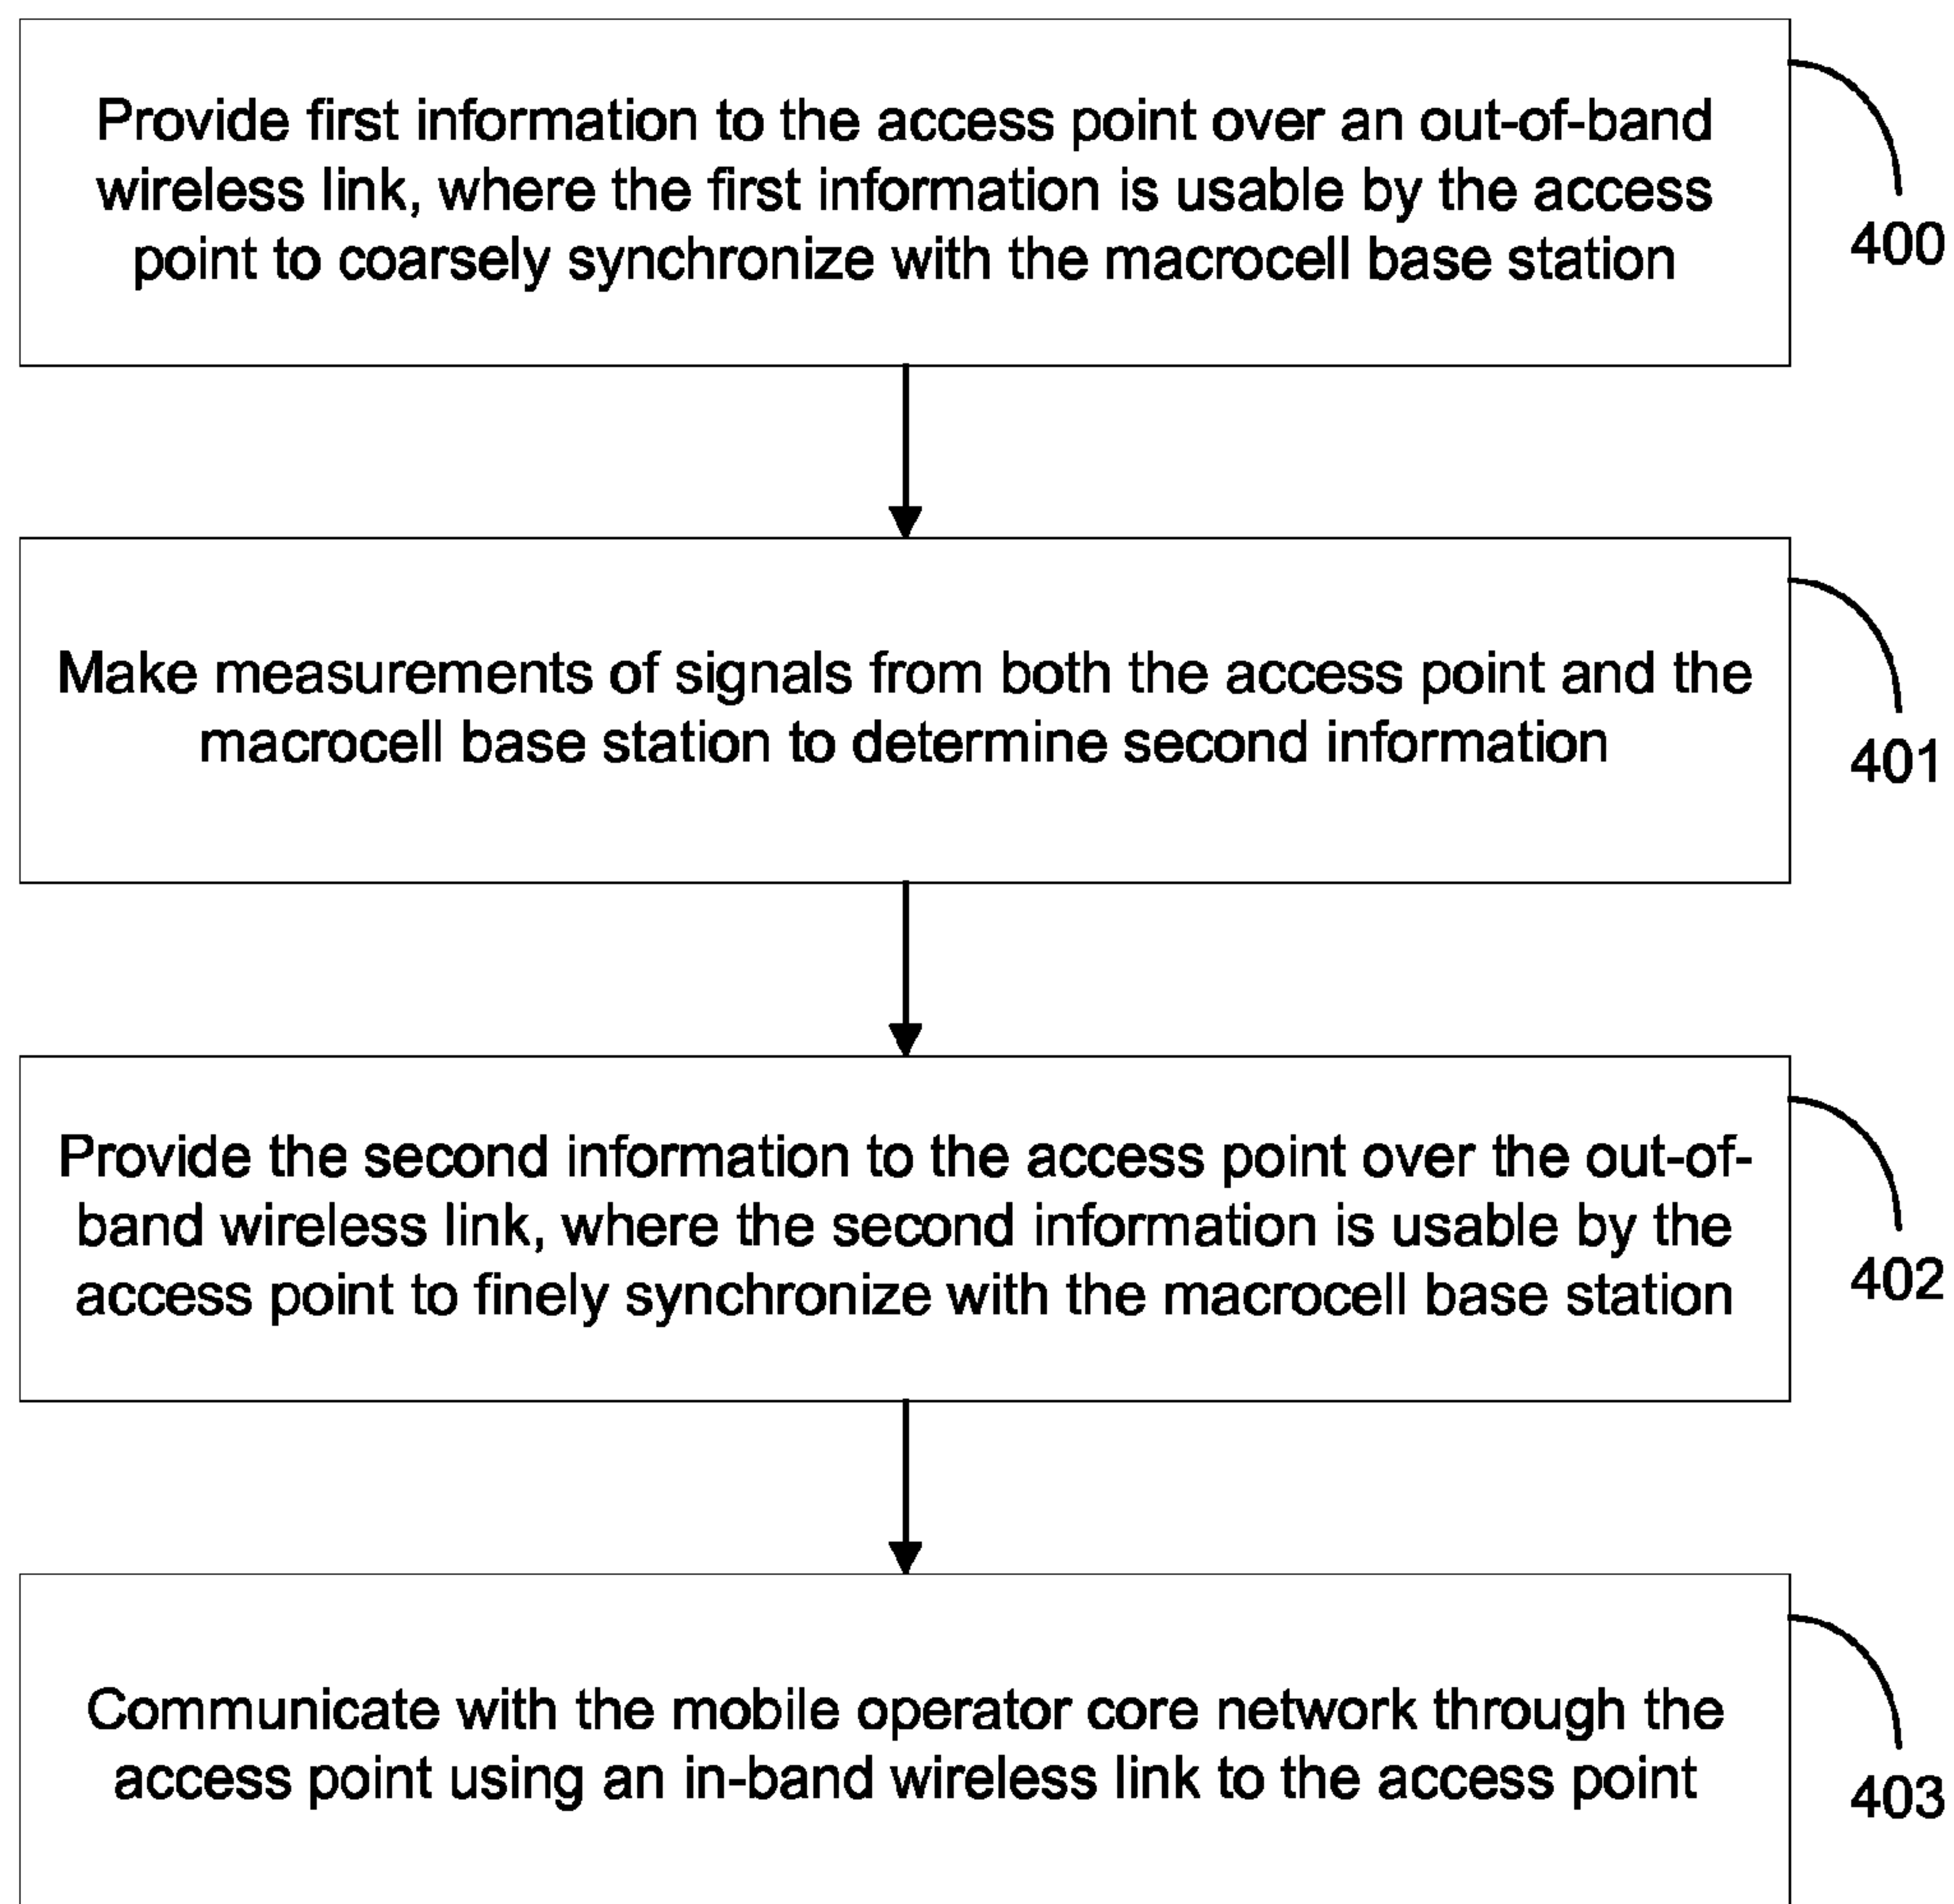 Provide first information to the access point over an out-of-band
wireless link, where the first information is usable by the access
point to coarsely synchronize with the macrocell base station
400
Make measurements of signals from both the access point and the
macrocell base station to determine second information
401
Provide the second information to the access point over the out-of-
band wireless link, where the second information is usable by the
access point to finely synchronize with the macrocell base station
402
Communicate with the mobile operator core network through the
access point using an in-band wireless link to the access point
403